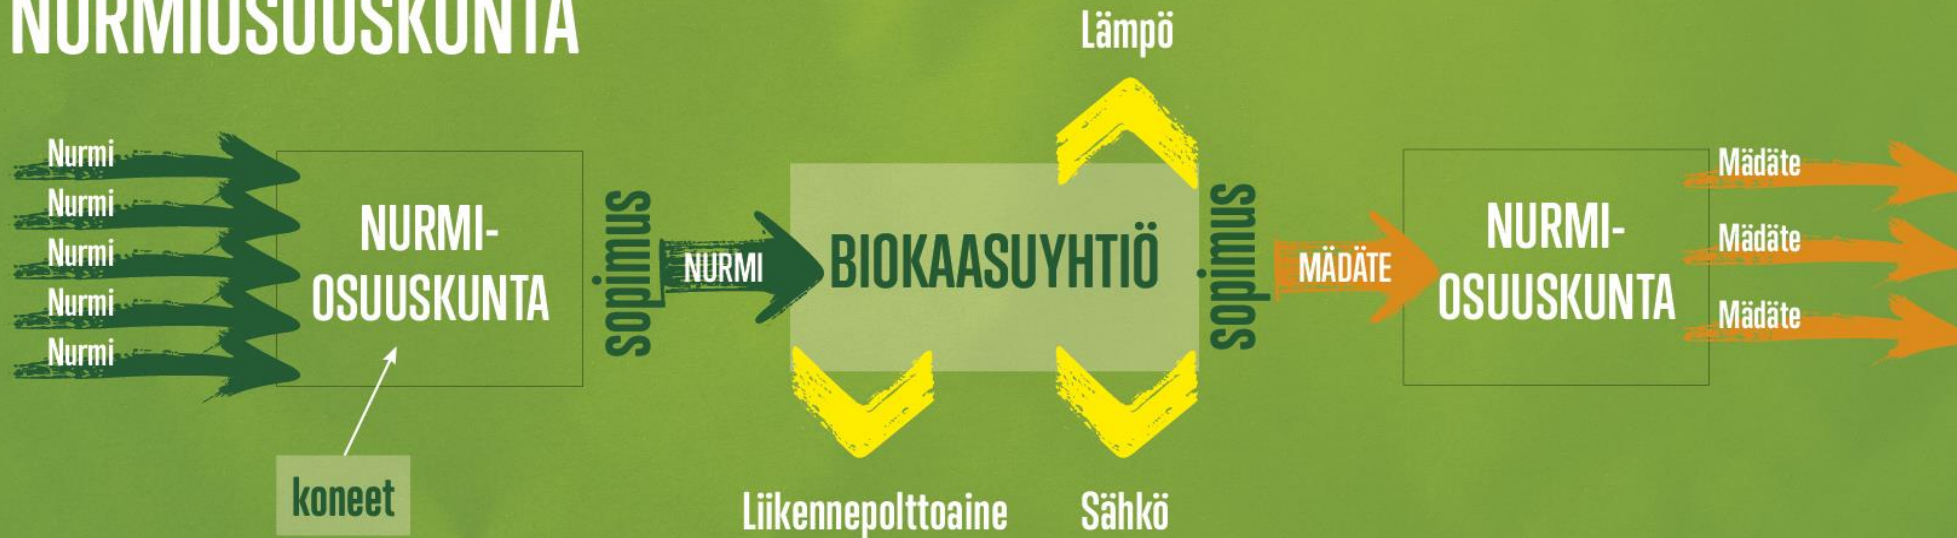 NURMIOSUUSKUNTA
Lämpö
Nurmi
Nurmi
Nurmi
Nurmi
Nurmi
NURMI-
OSUUSKUNTA
koneet
sopimus
NURMI
BIOKAASUYHTIÖ
Liikennepolttoaine
Sähkö
sopimus
MÄDÄTE
NURMI-
OSUUSKUNTA
Mädäte
Mädäte
Mädäte